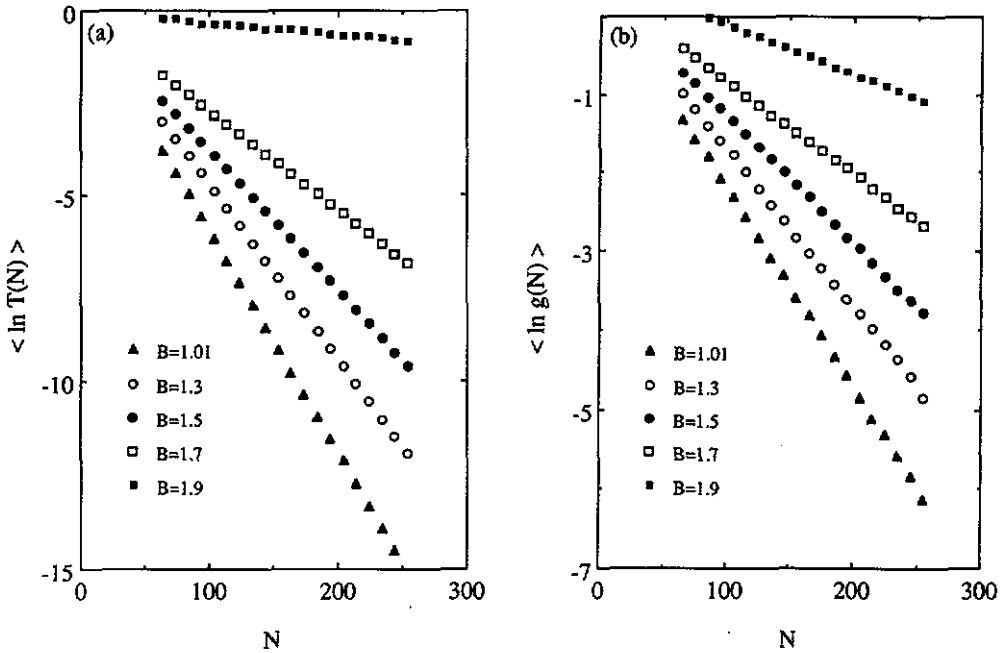 (a)
0
-5
-10
-15
< ln T(N) >
B=1.01
B=1.3
B=1.5
B=1.7
B=1.9
0
100
200
300
N
(b)
-1
-3
-5
-7
< ln g(N) >
B=1.01
B=1.3
B=1.5
B=1.7
B=1.9
0
100
200
300
N